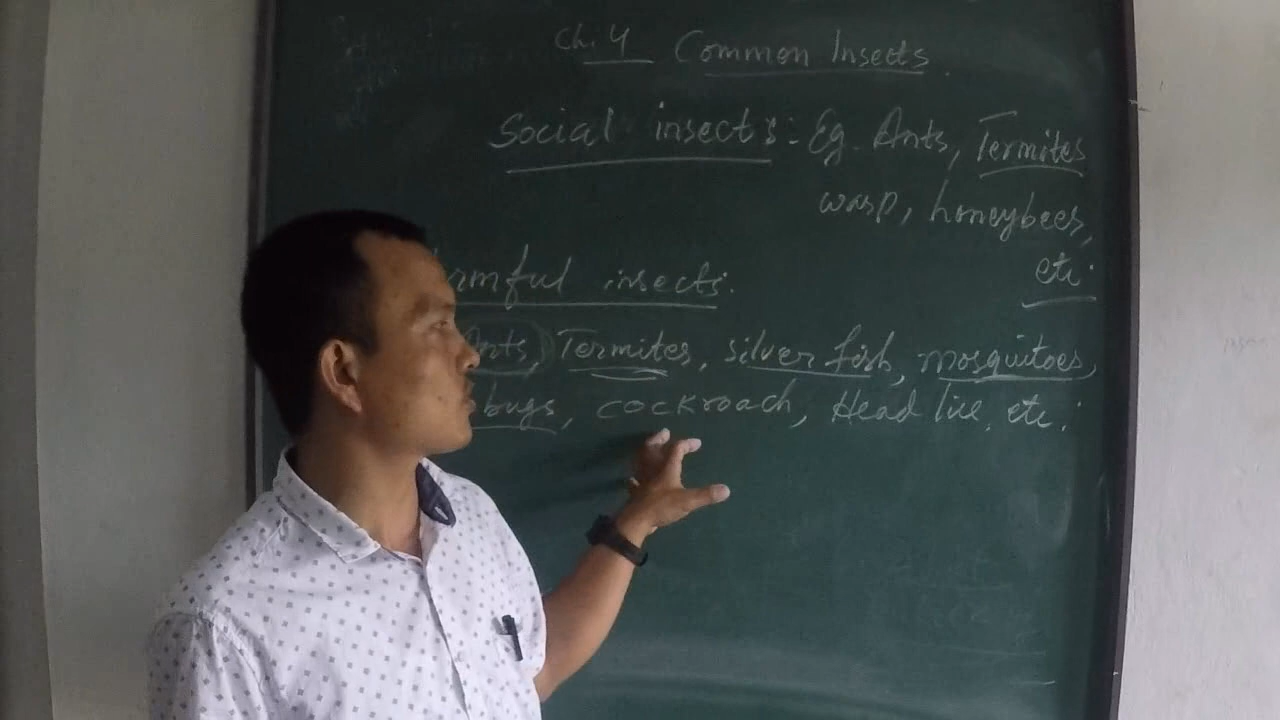 Ch. 4 Common Insects.
Social insects:- Eg. Ants, Termites
wasp, honeybees,
etc.
rmful insects.
Ants, Termites, silver fish, mosquitoes,
bugs, cockroach, Head lice, etc.